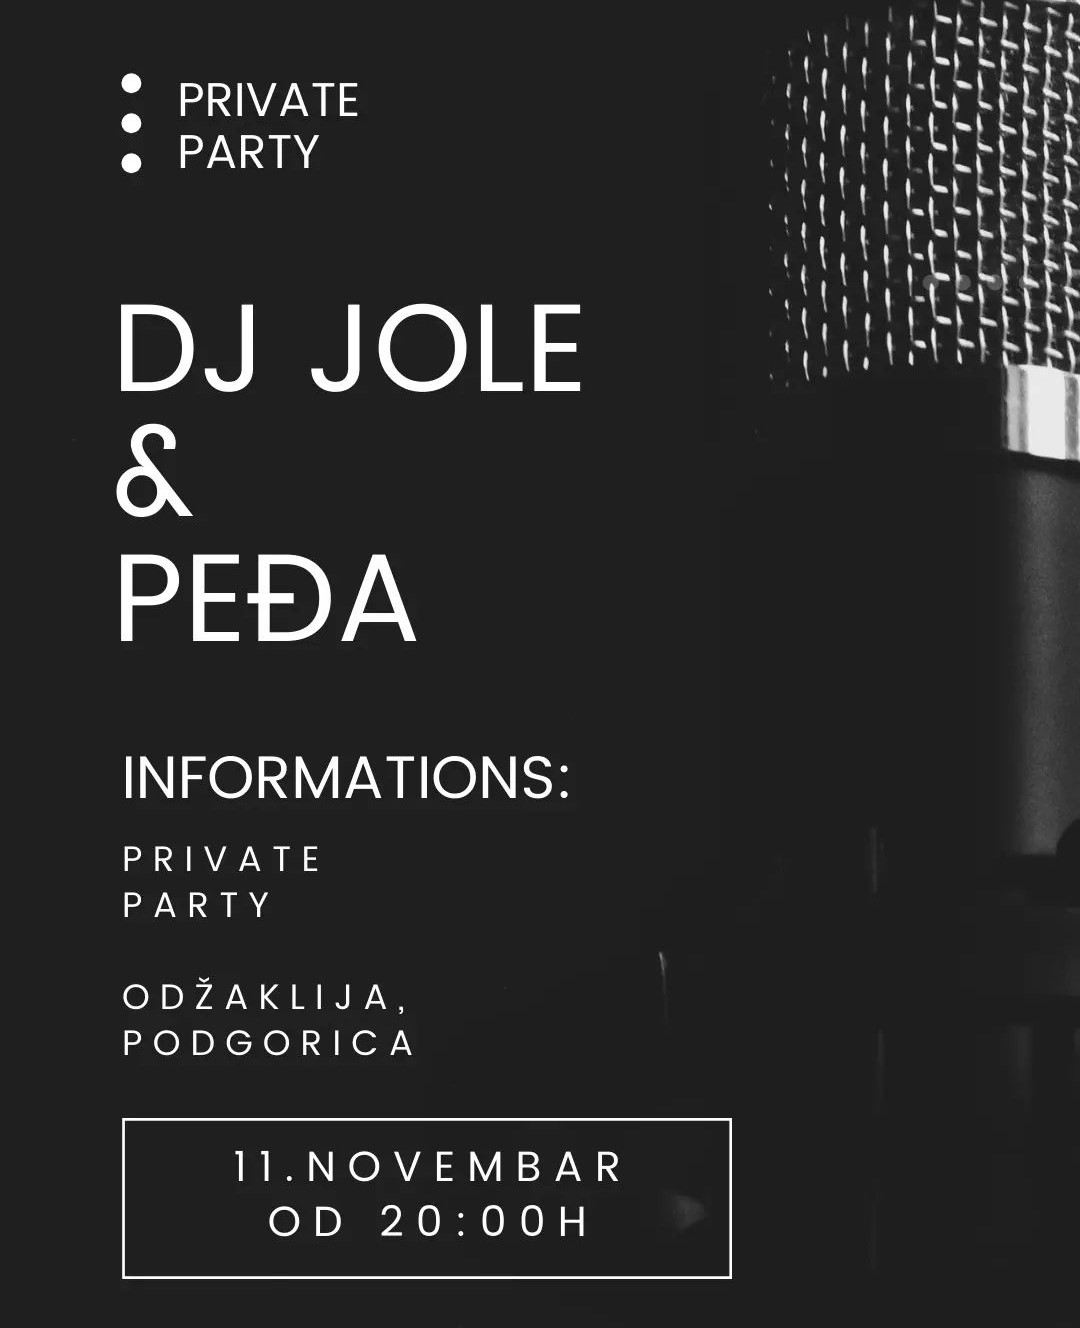 PRIVATE
PARTY
DJ JOLE
&
PEĐA
INFORMATIONS:
PRIVATE
PARTY
ODŽAKLIJA,
PODGORICA
11.NOVEMBAR
OD 20:00H